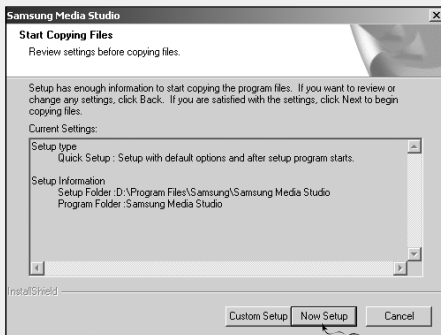 Samsung Media Studio
Start Copying Files
Review settings before copying files.
Setup has enough information to start copying the program files. If you want to review or
change any settings, click Back. If you are satisfied with the settings, click Next to begin
copying files.
Current Settings:
Setup type
Quick Setup : Setup with default options and after setup program starts.
Setup Information
Setup Folder :D:\Program Files\Samsung\Samsung Media Studio
Program Folder :Samsung Media Studio
InstallShield
Custom Setup Now Setup Cancel